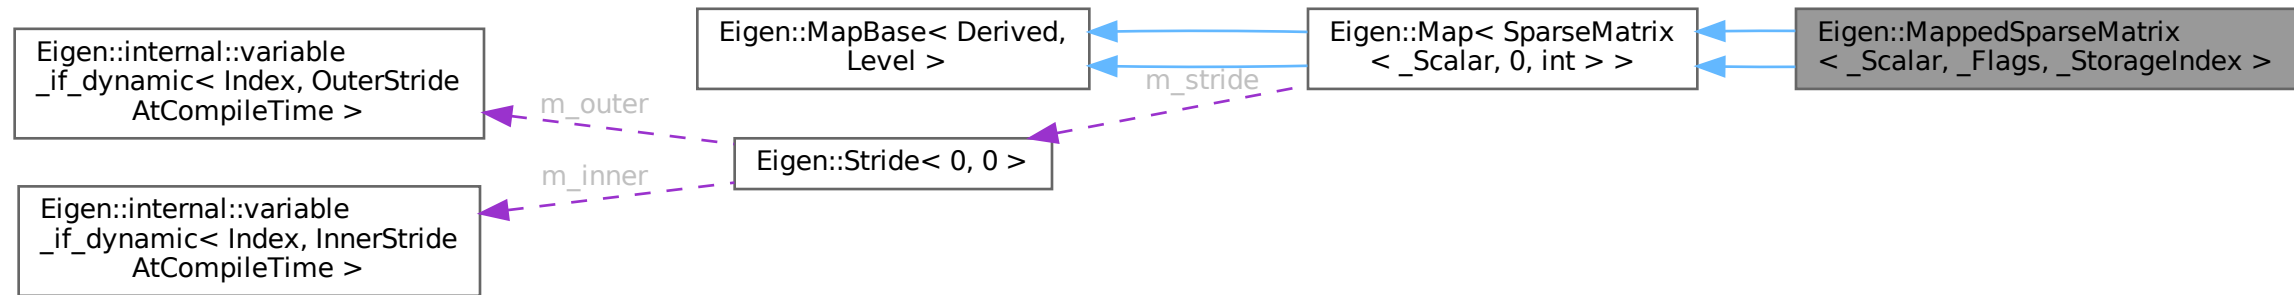 Eigen::internal::variable
_if_dynamic< Index, OuterStride
AtCompileTime >
m_outer
Eigen::internal::variable
_if_dynamic< Index, InnerStride
AtCompileTime >
m_inner
Eigen::MapBase< Derived,
Level >
Eigen::Stride< 0, 0 >
m_stride
Eigen::Map< SparseMatrix
< _Scalar, 0, int > >
Eigen::MappedSparseMatrix
< _Scalar, _Flags, _StorageIndex >